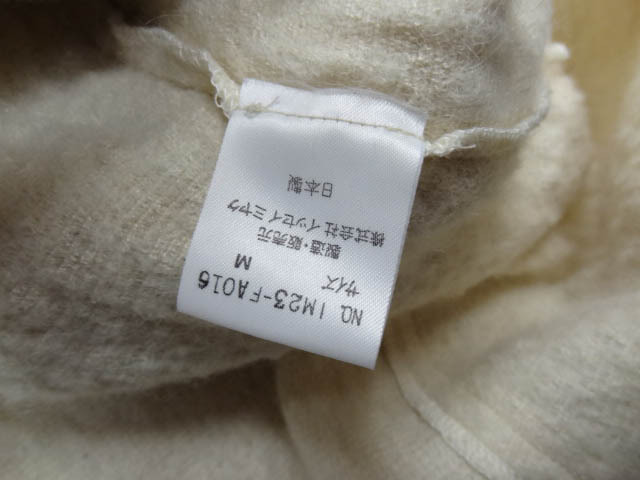 NO. IM23-FA016
サイズ M
製造・販売元
株式会社 イッセイ ミヤケ
日本製